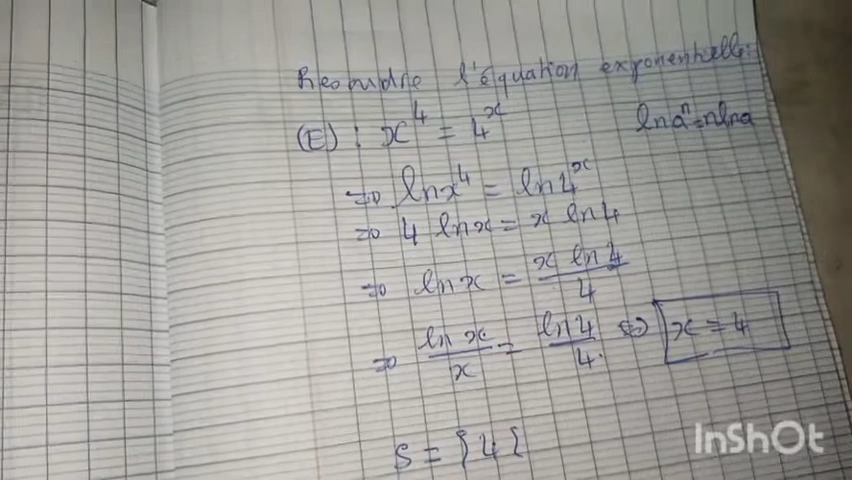 Resoudre l'équation exponentielle:
(E) : x⁴ = 4ˣ ln aⁿ = n ln a
⇒ ln x⁴ = ln 4ˣ
⇒ 4 ln x = x ln 4
⇒ ln x = x ln 4 / 4
⇒ ln x / x = ln 4 / 4. ⇔ x = 4
S = {4{
InShOt